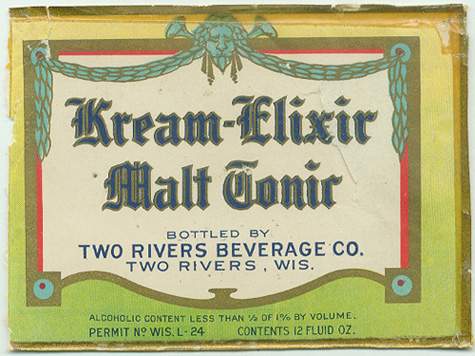 Kream-Elixir
Malt Tonic
BOTTLED BY
TWO RIVERS BEVERAGE CO.
TWO RIVERS, WIS.
ALCOHOLIC CONTENT LESS THAN ½ OF 1% BY VOLUME.
PERMIT Nº WIS. L-24 CONTENTS 12 FLUID OZ.